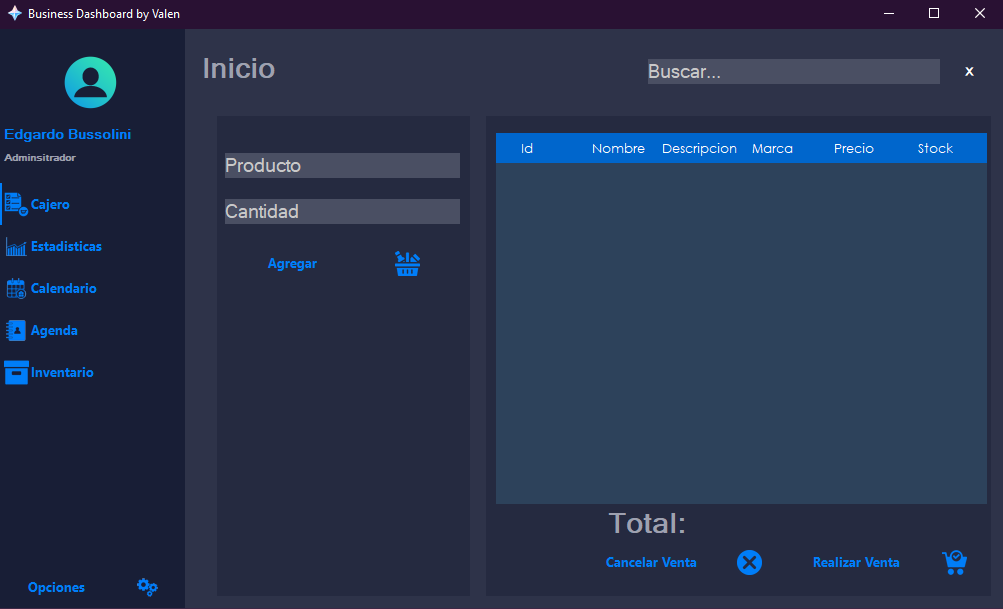 Business Dashboard by Valen
Inicio
Buscar...
x
Edgardo Bussolini
Adminsitrador
Cajero
Estadisticas
Calendario
Agenda
Inventario
Opciones
Producto
Cantidad
Agregar
Id Nombre Descripcion Marca Precio Stock
Total:
Cancelar Venta
Realizar Venta